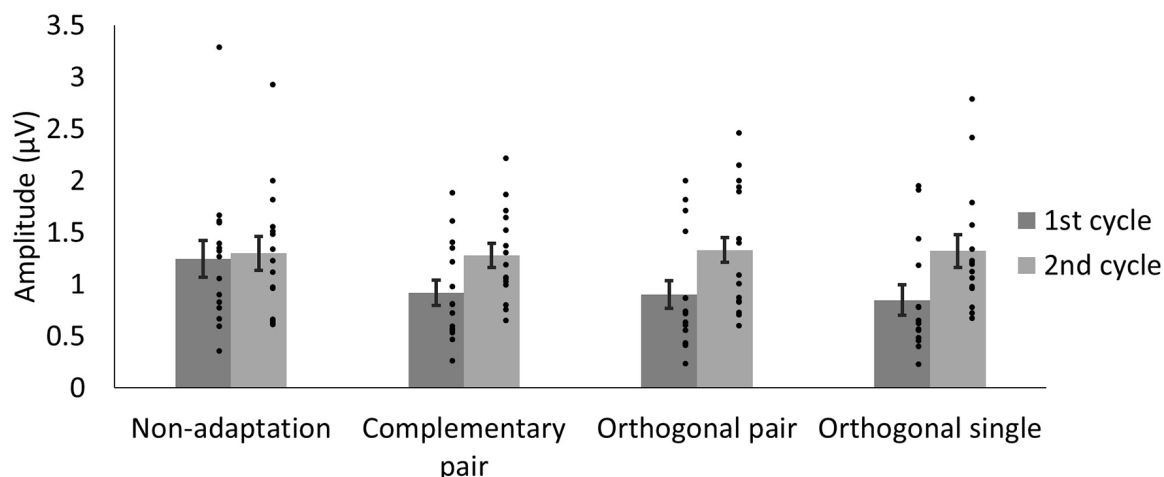 3.5
3
2.5
2
1.5
1
0.5
0
Amplitude (µV)
Non-adaptation
Complementary
pair
Orthogonal pair
Orthogonal single
1st cycle
2nd cycle